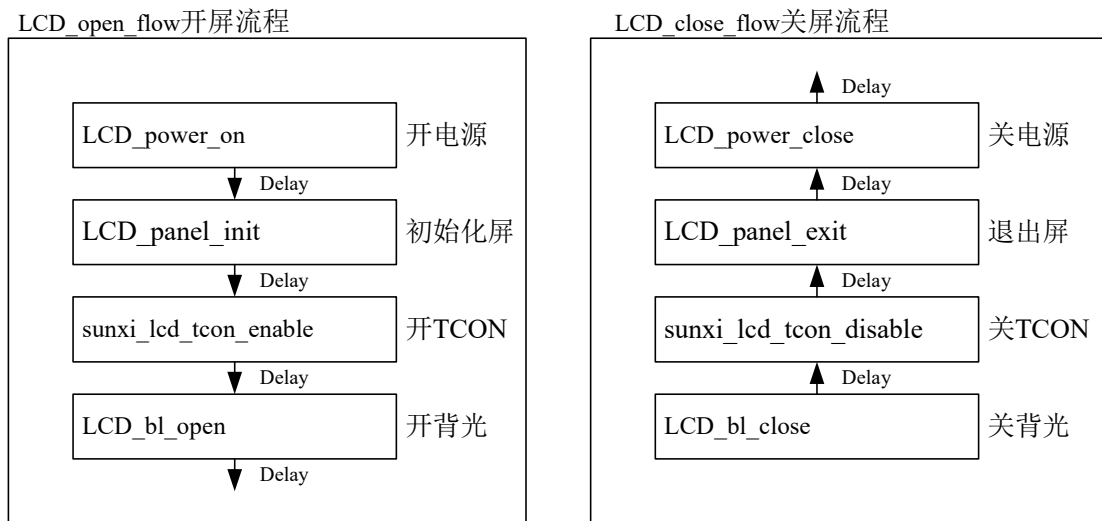 LCD_open_flow开屏流程
LCD_power_on 开电源
Delay
LCD_panel_init 初始化屏
Delay
sunxi_lcd_tcon_enable 开TCON
Delay
LCD_bl_open 开背光
Delay
LCD_close_flow关屏流程
Delay
LCD_power_close 关电源
Delay
LCD_panel_exit 退出屏
Delay
sunxi_lcd_tcon_disable 关TCON
Delay
LCD_bl_close 关背光